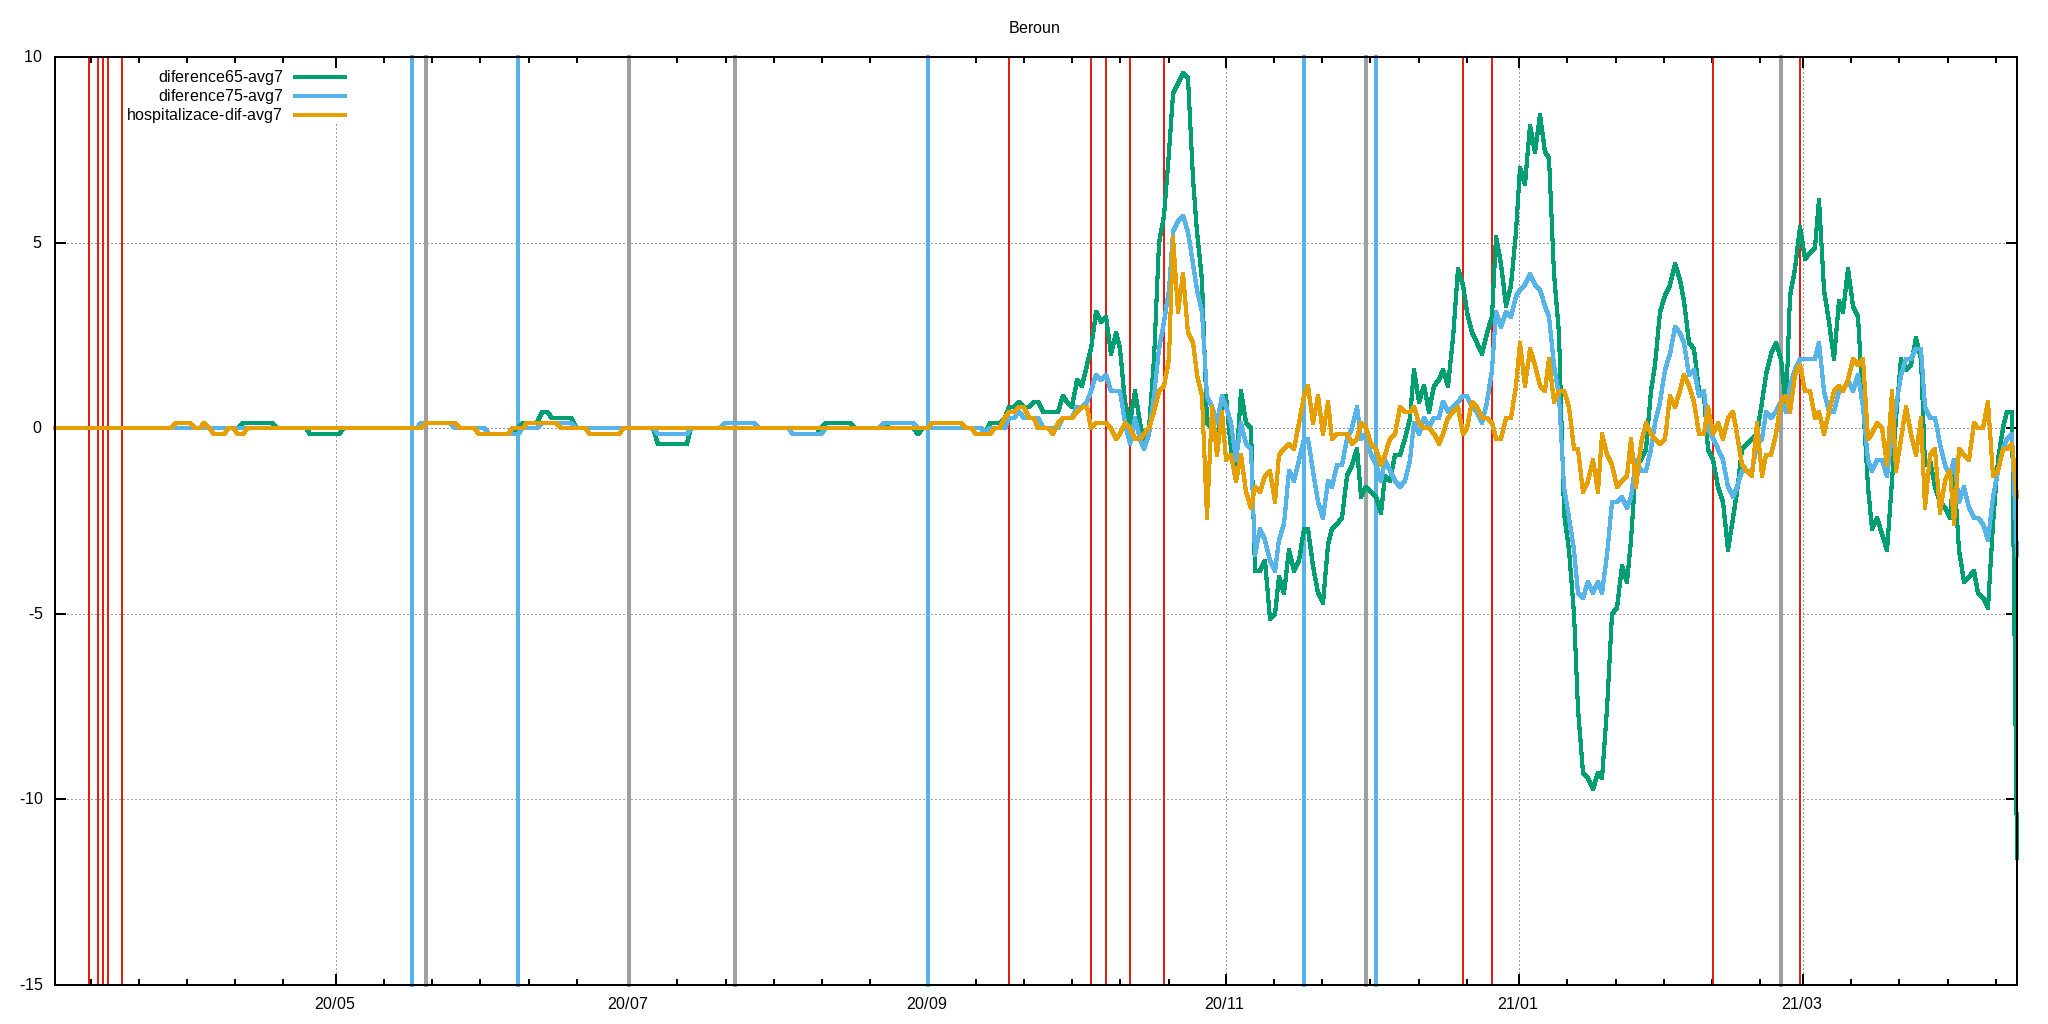 Beroun
10
diference65-avg7
diference75-avg7
hospitalizace-dif-avg7
5
0
-5
-10
-15
20/05 20/07 20/09 20/11 21/01 21/03